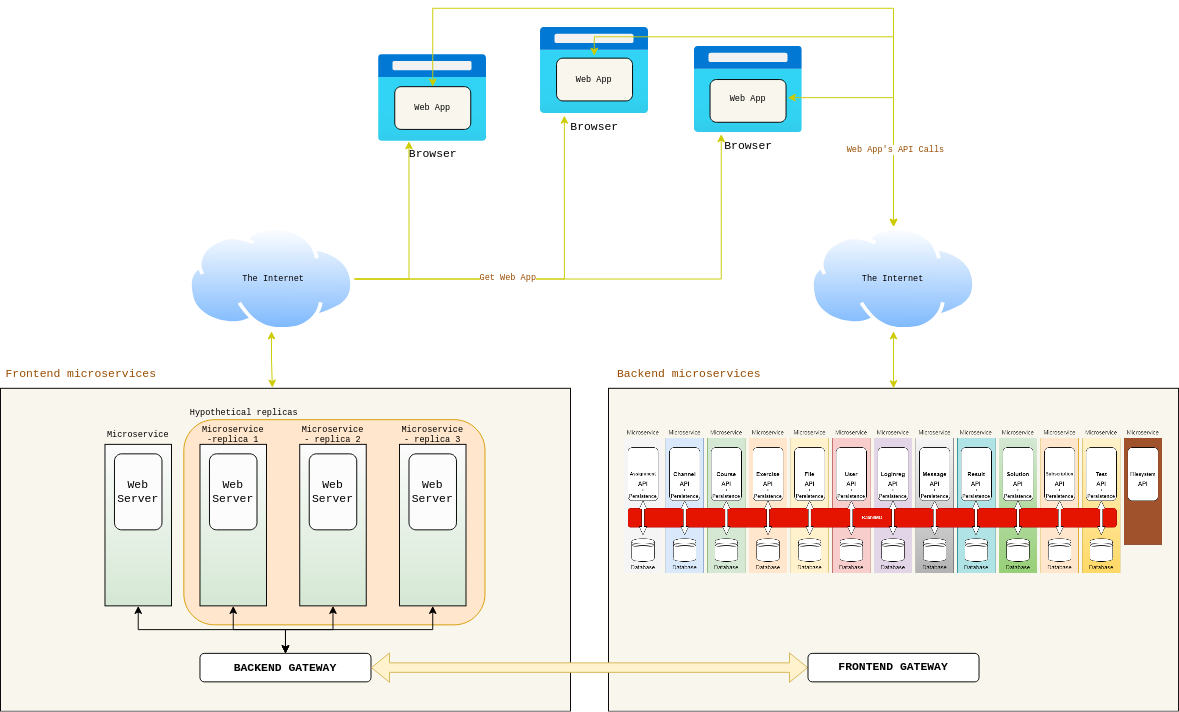 Web App
Web App
Web App
Browser
Browser
Browser
Web App's API Calls
The Internet
Get Web App
The Internet
Frontend microservices
Backend microservices
Hypothetical replicas
Microservice
Microservice
-replica 1
Microservice
- replica 2
Microservice
- replica 3
Web
Server
Web
Server
Web
Server
Web
Server
BACKEND GATEWAY
Microservice
Microservice
Microservice
Microservice
Microservice
Microservice
Microservice
Microservice
Microservice
Microservice
Microservice
Microservice
Microservice
Assignment
API
+
Persistence
Channel
API
+
Persistence
Course
API
+
Persistence
Exercise
API
+
Persistence
File
API
+
Persistence
User
API
+
Persistence
Loginreg
API
+
Persistence
Message
API
+
Persistence
Result
API
+
Persistence
Solution
API
+
Persistence
Subscription
API
+
Persistence
Test
API
+
Persistence
Filesystem
API
RabbitMQ
Database
Database
Database
Database
Database
Database
Database
Database
Database
Database
Database
Database
FRONTEND GATEWAY